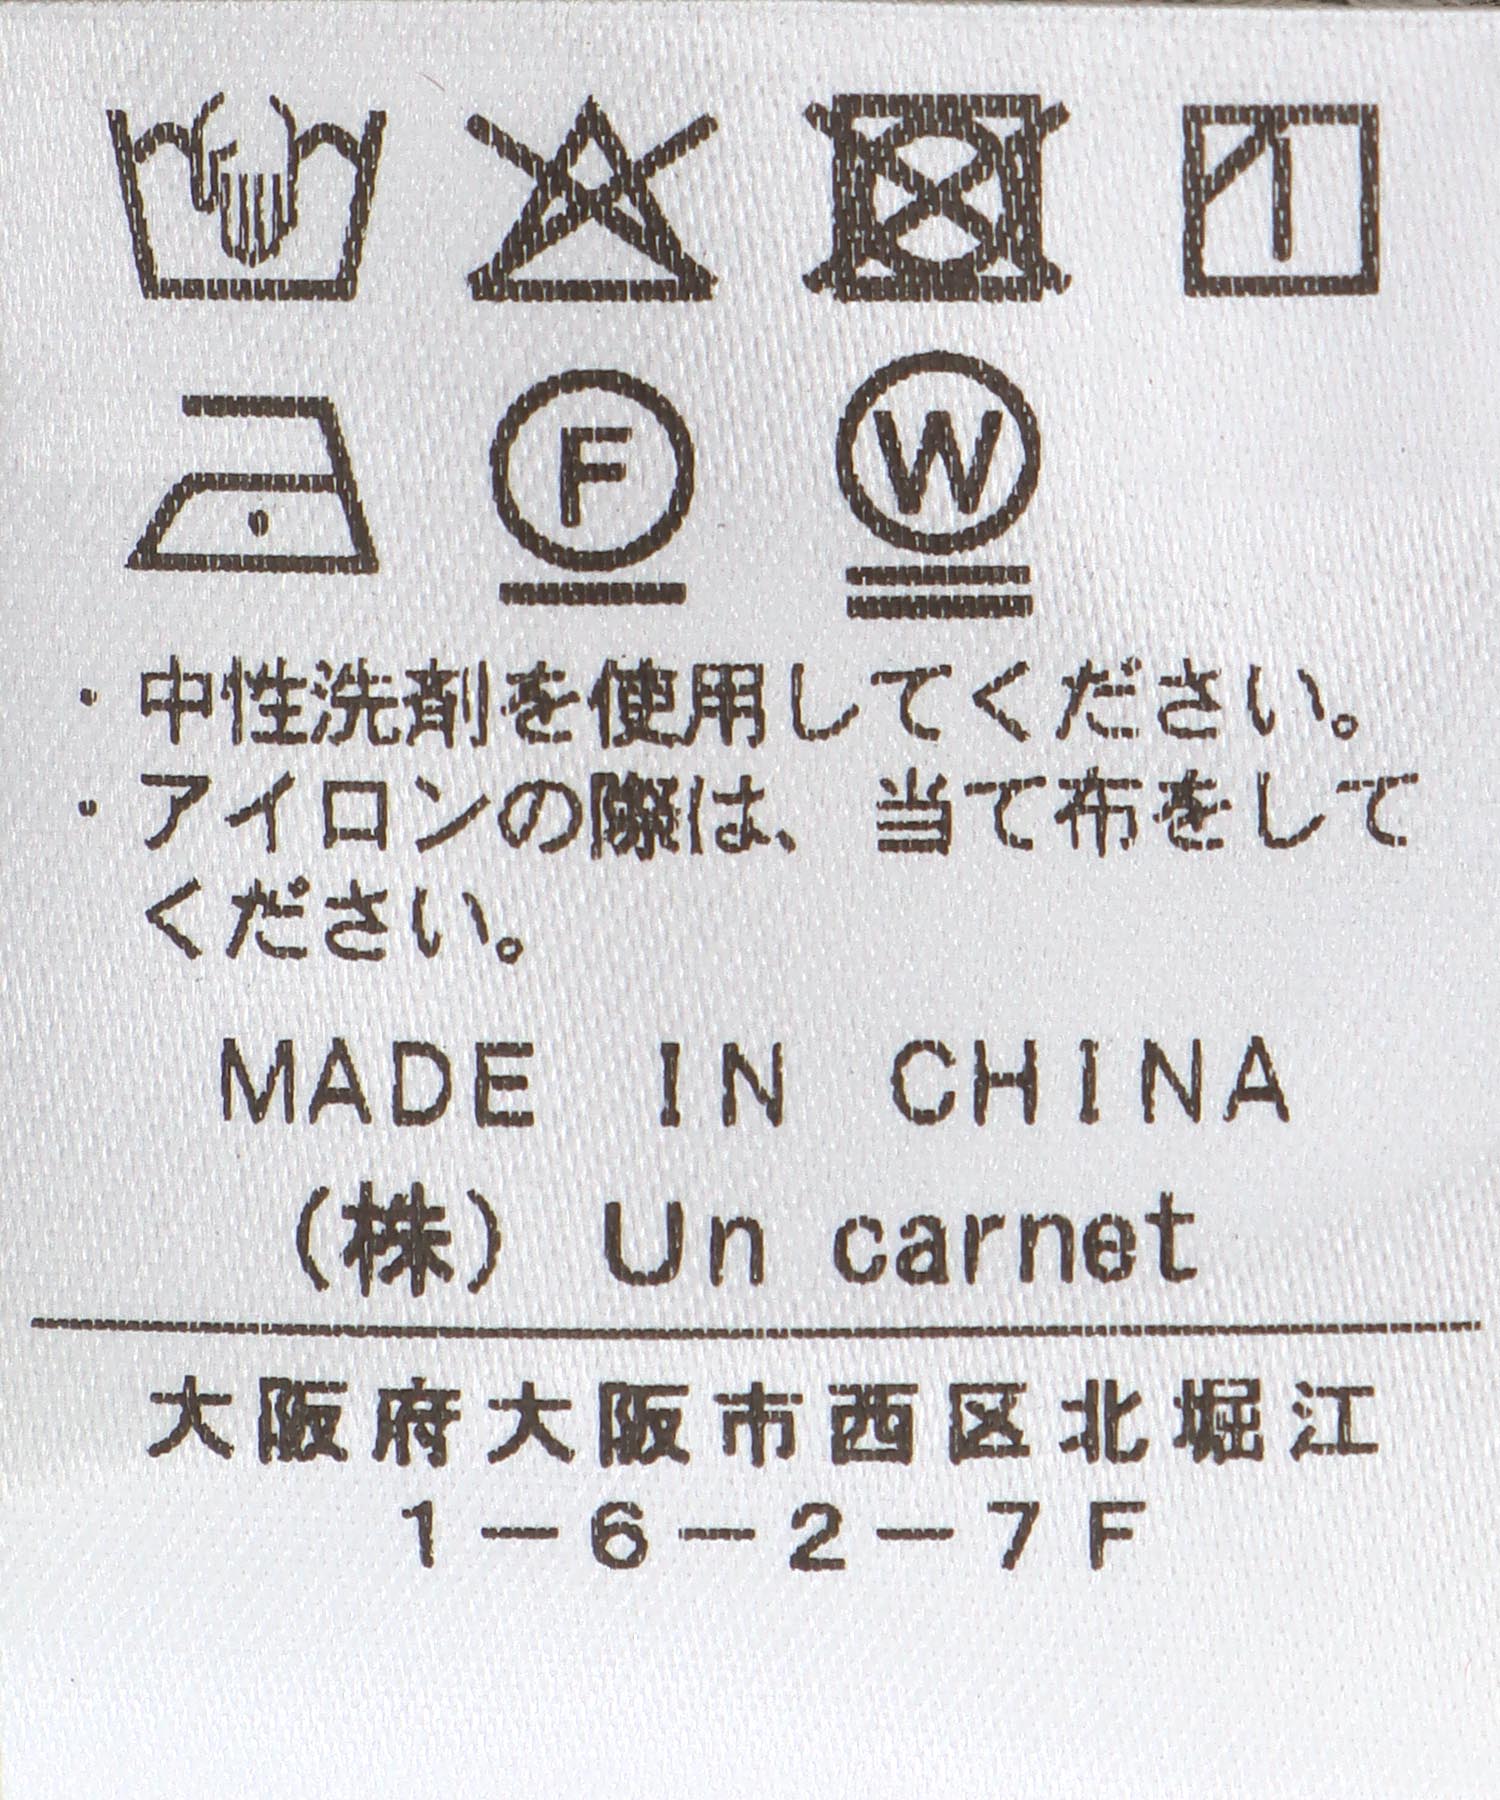 F W
・中性洗剤を使用してください。
・アイロンの際は、当て布をして
ください。
MADE IN CHINA
（株） Un carnet
大阪府大阪市西区北堀江
1－6－2－7F